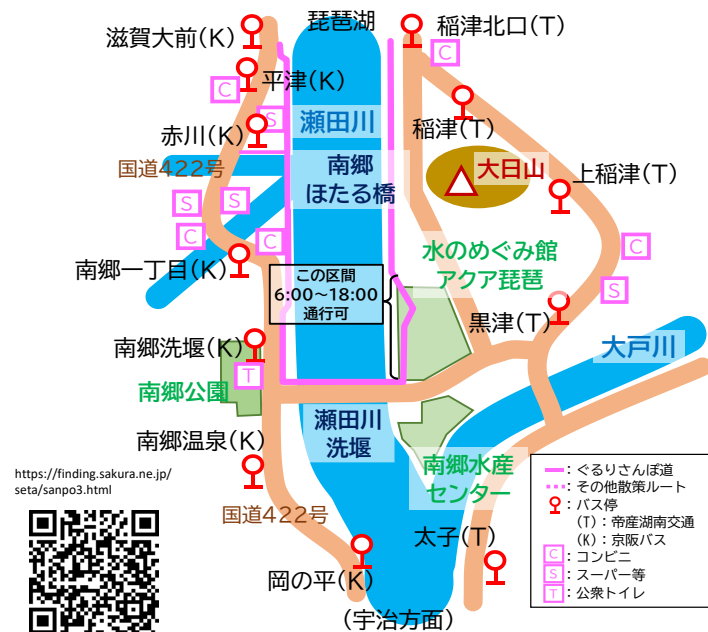 琵琶湖
滋賀大前(K)
稲津北口(T)
C
平津(K)
C
S
瀬田川
稲津(T)
赤川(K)
国道422号
南郷
ほたる橋
大日山
上稲津(T)
S
S
C
C
C
南郷一丁目(K)
水のめぐみ館
アクア琵琶
この区間
6:00~18:00
通行可
S
黒津(T)
南郷洗堰(K)
大戸川
T
南郷公園
瀬田川
洗堰
南郷温泉(K)
南郷水産
センター
https://finding.sakura.ne.jp/
seta/sanpo3.html
国道422号
太子(T)
岡の平(K)
(宇治方面)
:ぐるりさんぽ道
:その他散策ルート
:バス停
(T):帝産湖南交通
(K):京阪バス
C:コンビニ
S:スーパー等
T:公衆トイレ